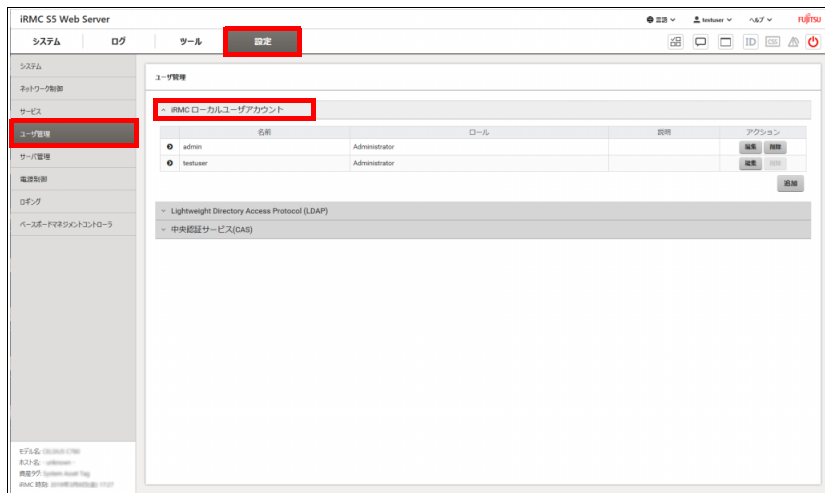 iRMC S5 Web Server
言語
testuser
ヘルプ
FUJITSU
システム
ログ
ツール
設定
ID
CSS
システム
ネットワーク制御
サービス
ユーザ管理
サーバ管理
電源制御
ロギング
ベースボードマネジメントコントローラ
ユーザ管理
iRMC ローカルユーザアカウント
名前 ロール 説明 アクション
admin Administrator 編集 削除
testuser Administrator 編集 削除
追加
Lightweight Directory Access Protocol (LDAP)
中央認証サービス(CAS)
モデル名:
ホスト名: - unknown -
資産タグ: System Asset Tag
iRMC 時刻: